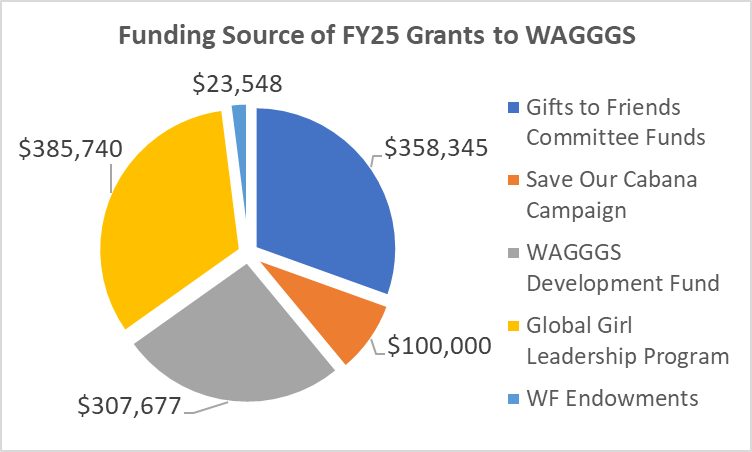 Funding Source of FY25 Grants to WAGGGS
$23,548
$358,345
$385,740
$100,000
$307,677
Gifts to Friends
Committee Funds
Save Our Cabana
Campaign
WAGGGS
Development Fund
Global Girl
Leadership Program
WF Endowments